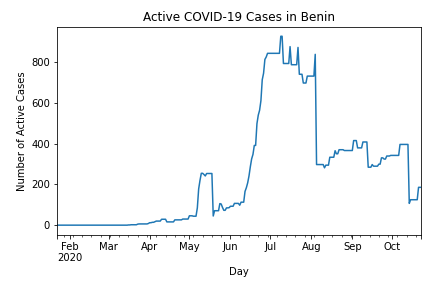 Active COVID-19 Cases in Benin
Number of Active Cases
800
600
400
200
0
Feb Mar Apr May Jun Jul Aug Sep Oct
2020
Day